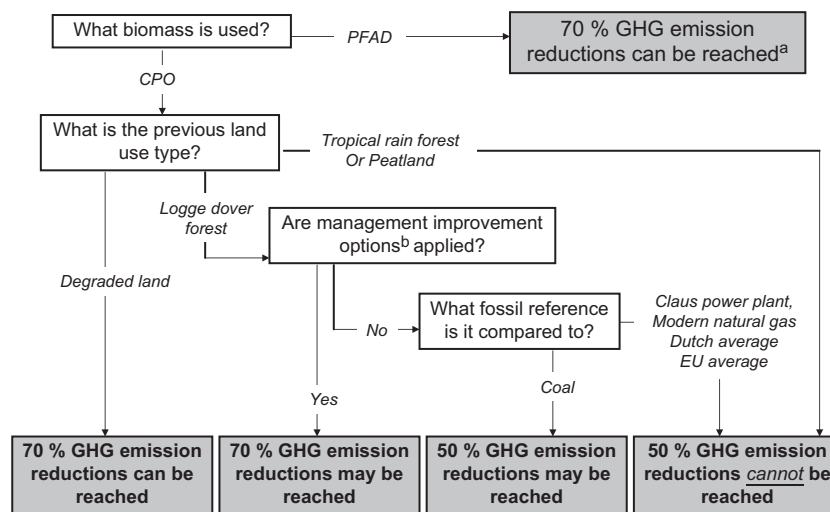 What biomass is used?
PFAD
70 % GHG emission
reductions can be reachedᵃ
CPO
What is the previous land
use type?
Tropical rain forest
Or Peatland
Logge dover
forest
Are management improvement
optionsᵇ applied?
Degraded land
What fossil reference
is it compared to?
Claus power plant,
Modern natural gas
Dutch average
EU average
No
Yes
Coal
70 % GHG emission
reductions can be
reached
70 % GHG emission
reductions may be
reached
50 % GHG emission
reductions may be
reached
50 % GHG emission
reductions cannot be
reached